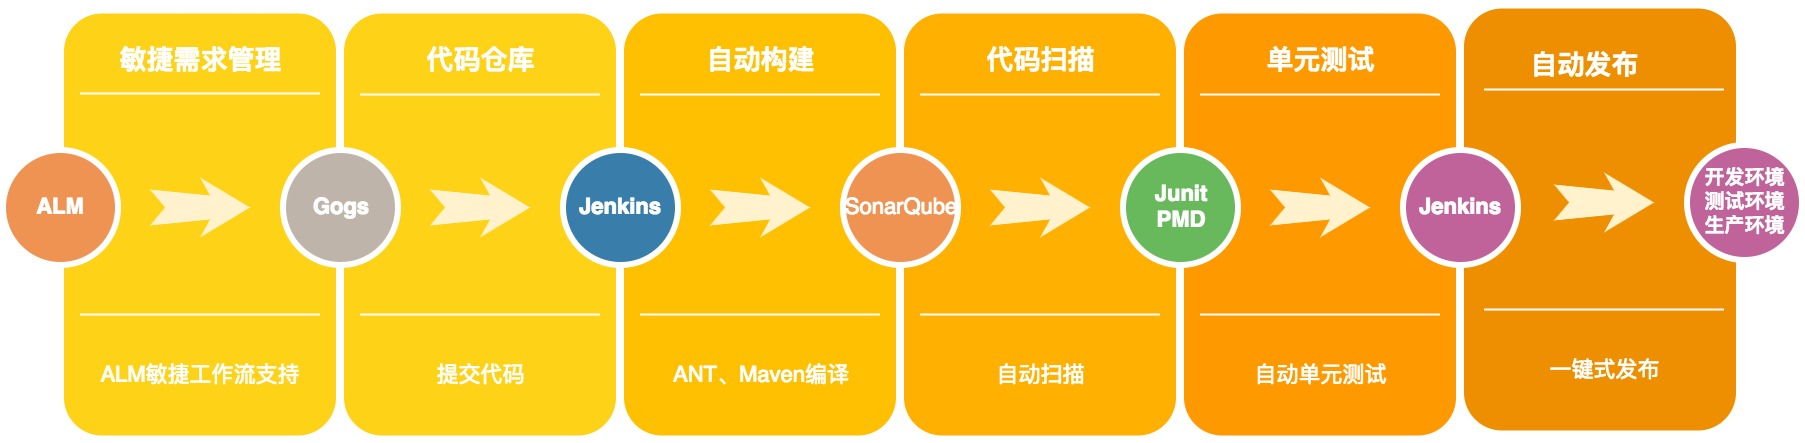 敏捷需求管理
代码仓库
自动构建
代码扫描
单元测试
自动发布
ALM
Gogs
Jenkins
SonarQube
Junit
PMD
Jenkins
开发环境
测试环境
生产环境
ALM敏捷工作流支持
提交代码
ANT、Maven编译
自动扫描
自动单元测试
一键式发布